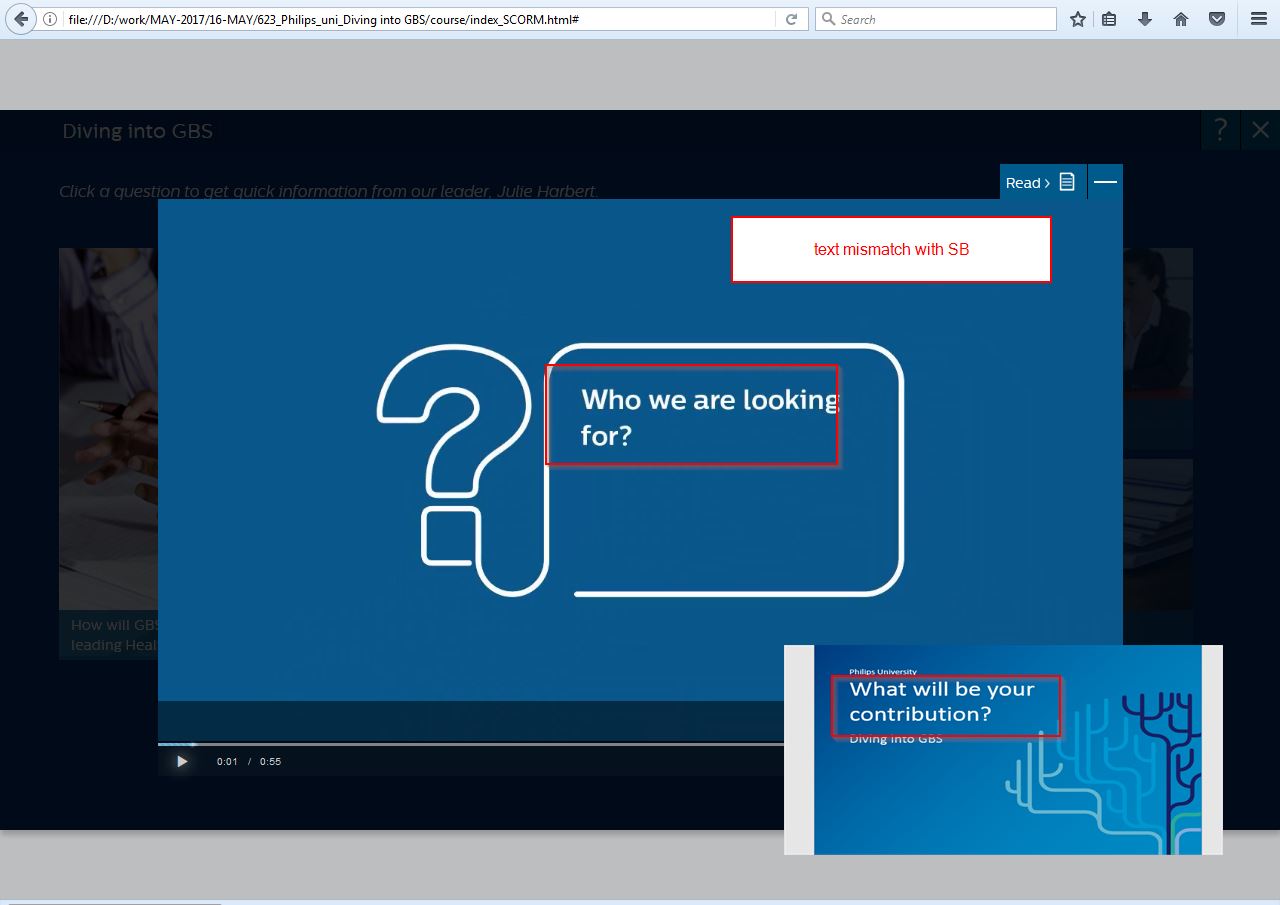 file:///D:/work/MAY-2017/16-MAY/623_Philips_uni_Diving into GBS/course/index_SCORM.html#
Search
Diving into GBS
?
Click a question to get quick information from our leader, Julie Harbert.
Read ›
text mismatch with SB
Who we are looking
for?
How will GBS
leading Heal
0:01 / 0:55
Philips University
What will be your
contribution?
Diving into GBS